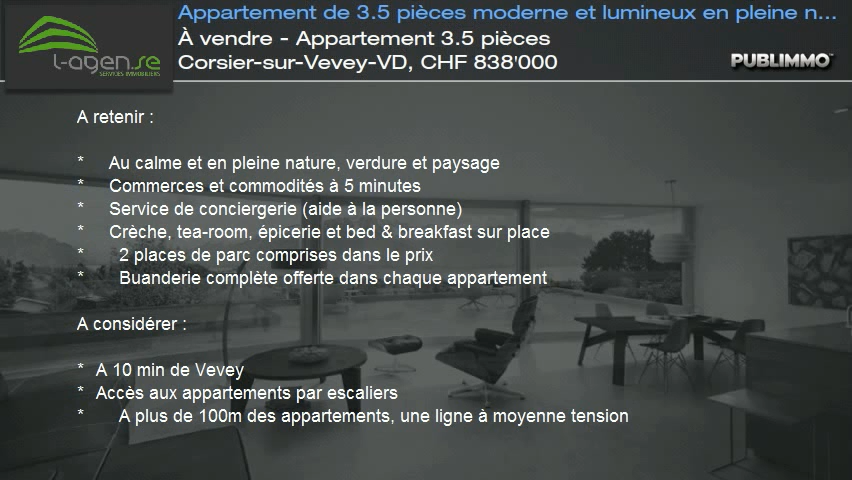 Appartement de 3.5 pièces moderne et lumineux en pleine n...
À vendre - Appartement 3.5 pièces
Corsier-sur-Vevey-VD, CHF 838'000
l-agen.se
SERVICES IMMOBILIERS
PUBLIMMO™
A retenir :
* Au calme et en pleine nature, verdure et paysage
* Commerces et commodités à 5 minutes
* Service de conciergerie (aide à la personne)
* Crèche, tea-room, épicerie et bed & breakfast sur place
* 2 places de parc comprises dans le prix
* Buanderie complète offerte dans chaque appartement
A considérer :
* A 10 min de Vevey
* Accès aux appartements par escaliers
* A plus de 100m des appartements, une ligne à moyenne tension